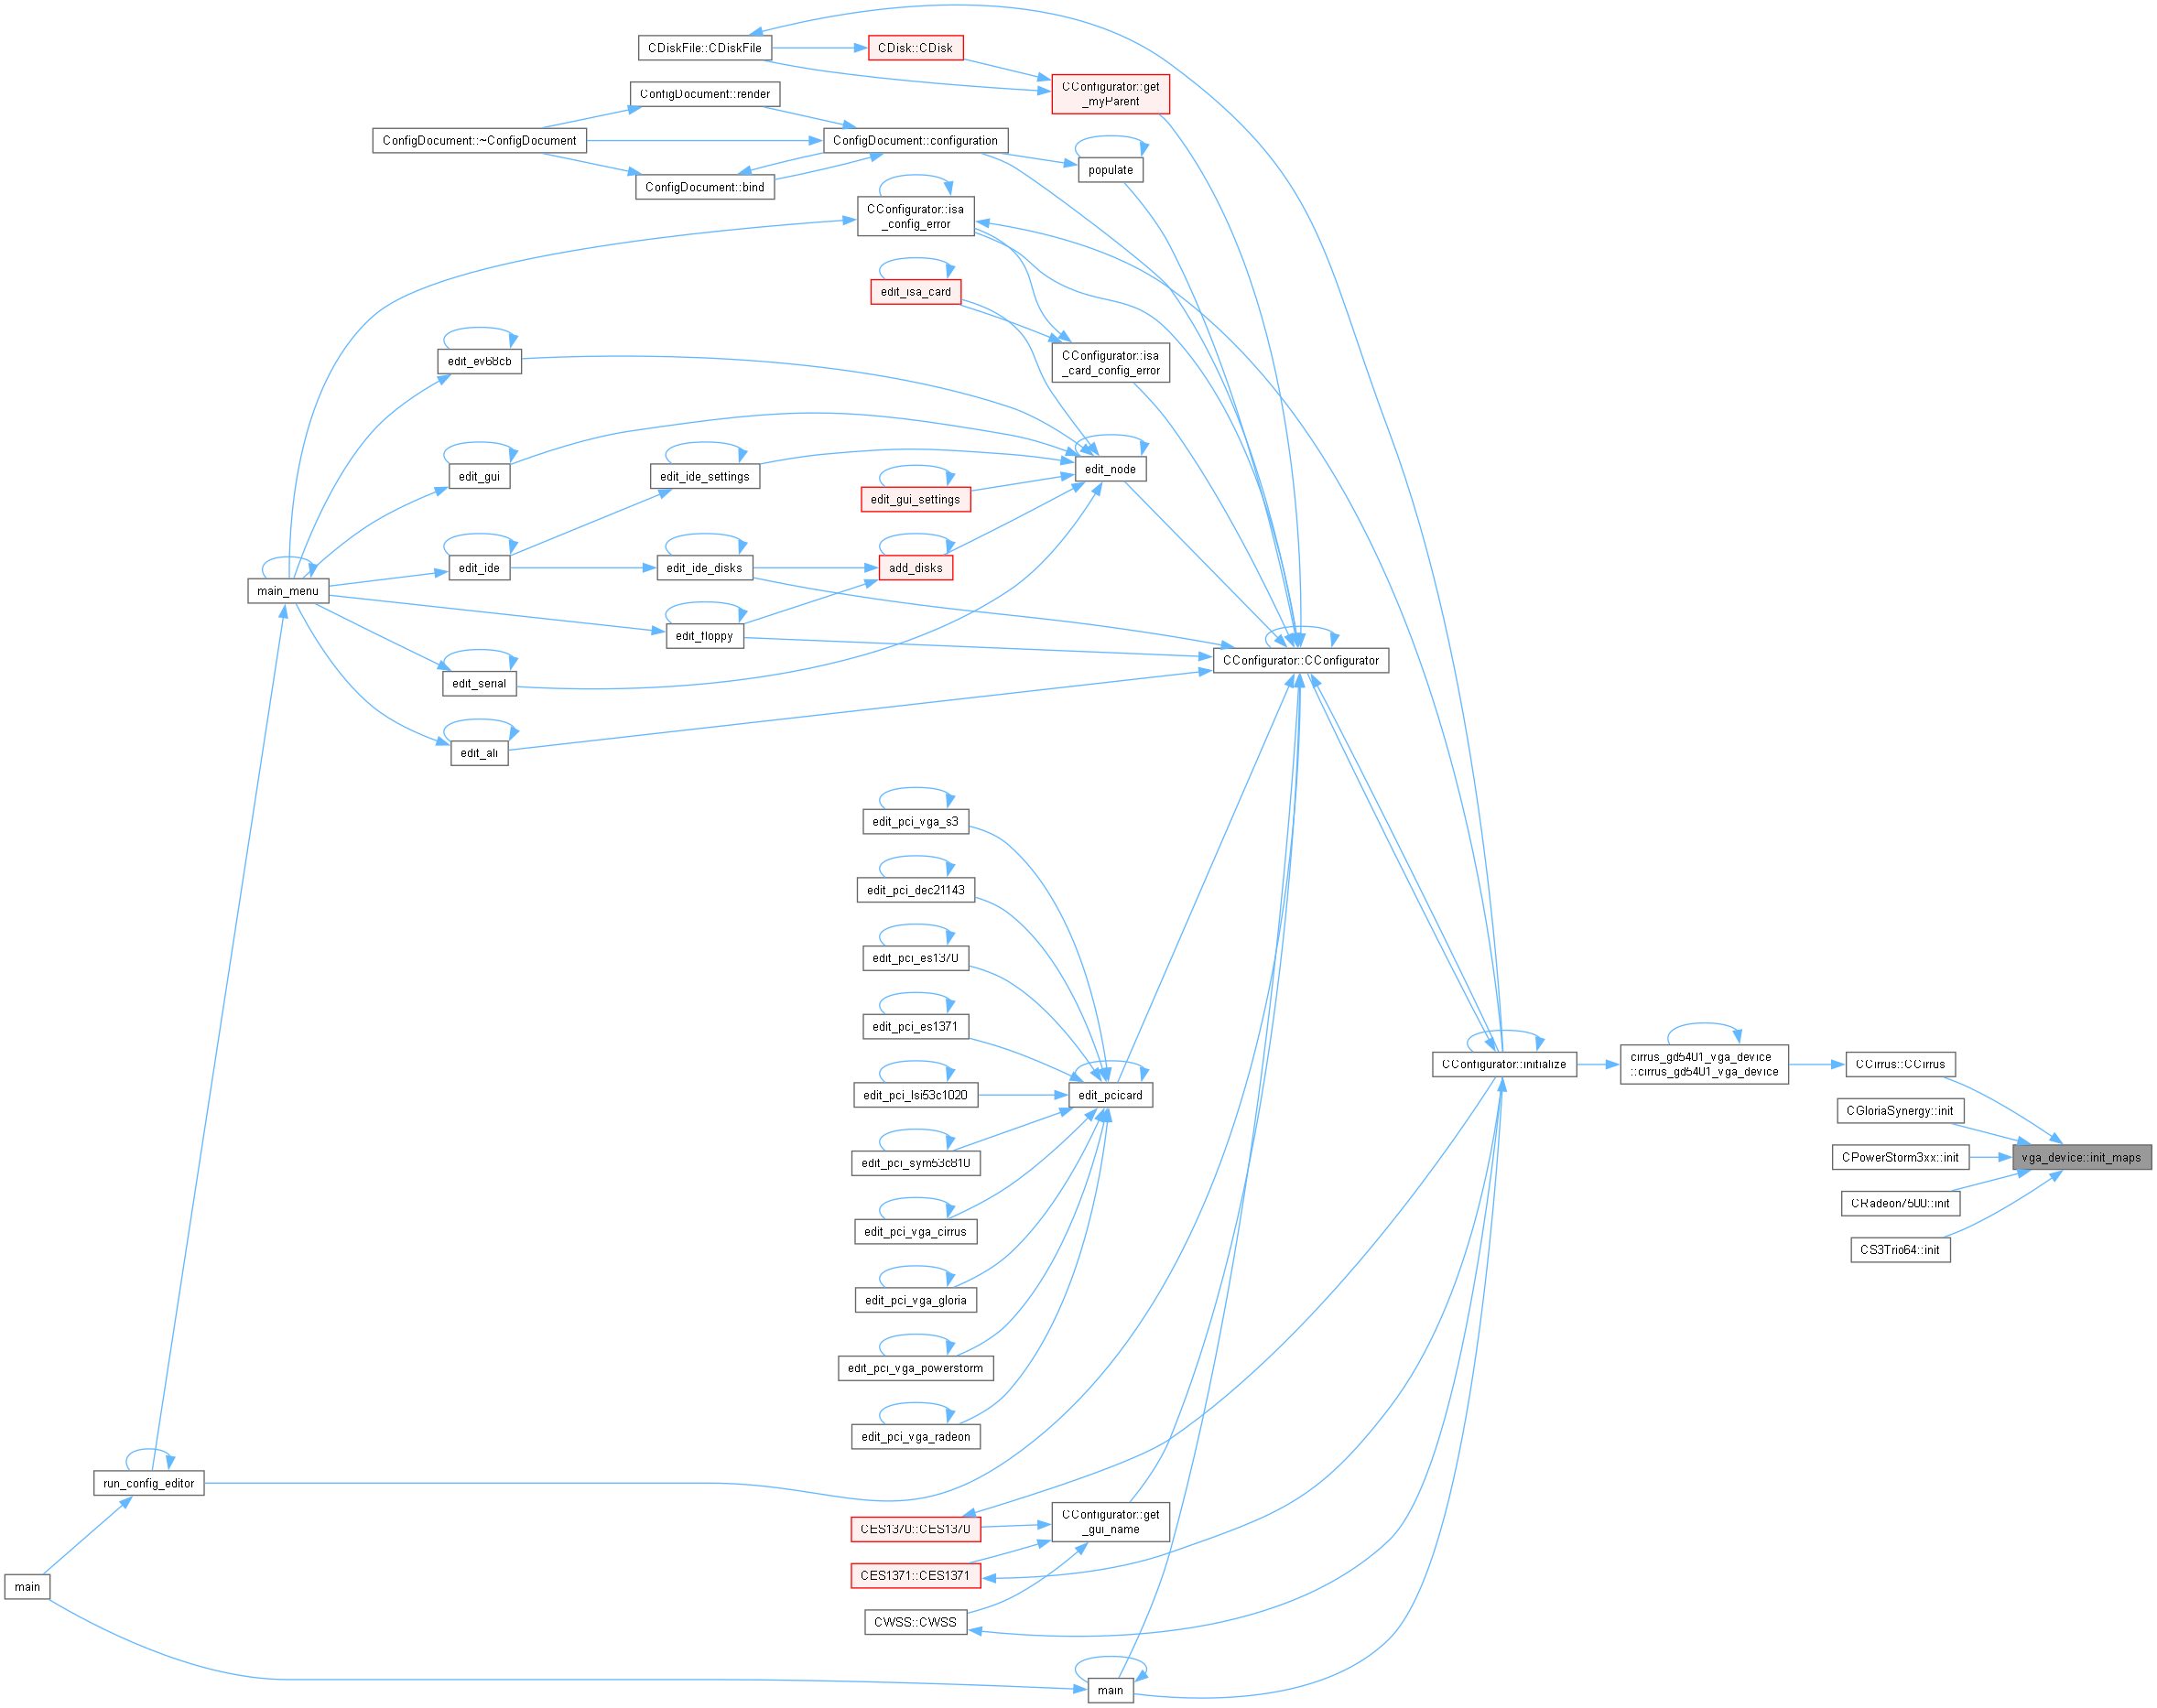 CDiskFile::CDiskFile
CDisk::CDisk
CConfigurator::get
_myParent
ConfigDocument::render
ConfigDocument::~ConfigDocument
ConfigDocument::configuration
populate
ConfigDocument::bind
CConfigurator::isa
_config_error
edit_isa_card
CConfigurator::isa
_card_config_error
edit_ev68cb
edit_node
edit_gui
edit_ide_settings
edit_gui_settings
edit_ide
edit_ide_disks
add_disks
main_menu
edit_floppy
CConfigurator::CConfigurator
edit_serial
edit_ali
edit_pci_vga_s3
edit_pci_dec21143
edit_pci_es1370
edit_pci_es1371
CConfigurator::initialize
cirrus_gd5401_vga_device
::cirrus_gd5401_vga_device
CCirrus::CCirrus
edit_pci_lsi53c1020
edit_pcicard
CGloriaSynergy::init
edit_pci_sym53c810
CPowerStorm3xx::init
vga_device::init_maps
CRadeon7500::init
edit_pci_vga_cirrus
CS3Trio64::init
edit_pci_vga_gloria
edit_pci_vga_powerstorm
edit_pci_vga_radeon
run_config_editor
CConfigurator::get
_gui_name
CES1370::CES1370
CES1371::CES1371
main
CWSS::CWSS
main